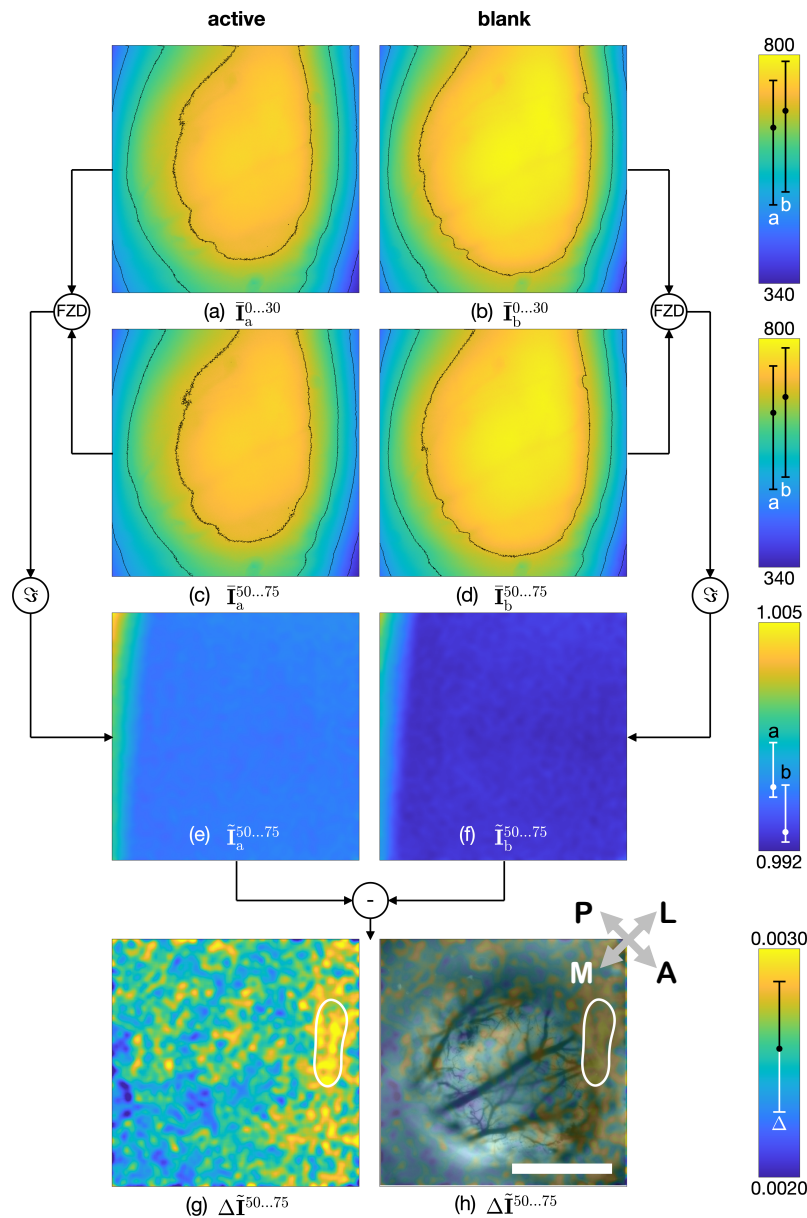 active blank
800
a b
340
(a) Ī_a^{0...30} (b) Ī_b^{0...30}
FZD FZD
800
a b
340
(c) Ī_a^{50...75} (d) Ī_b^{50...75}
ℑ ℑ
1.005
a
b
0.992
(e) Ĩ_a^{50...75} (f) Ĩ_b^{50...75}
-
P L
M A
0.0030
Δ
0.0020
(g) ΔĨ^{50...75} (h) ΔĨ^{50...75}